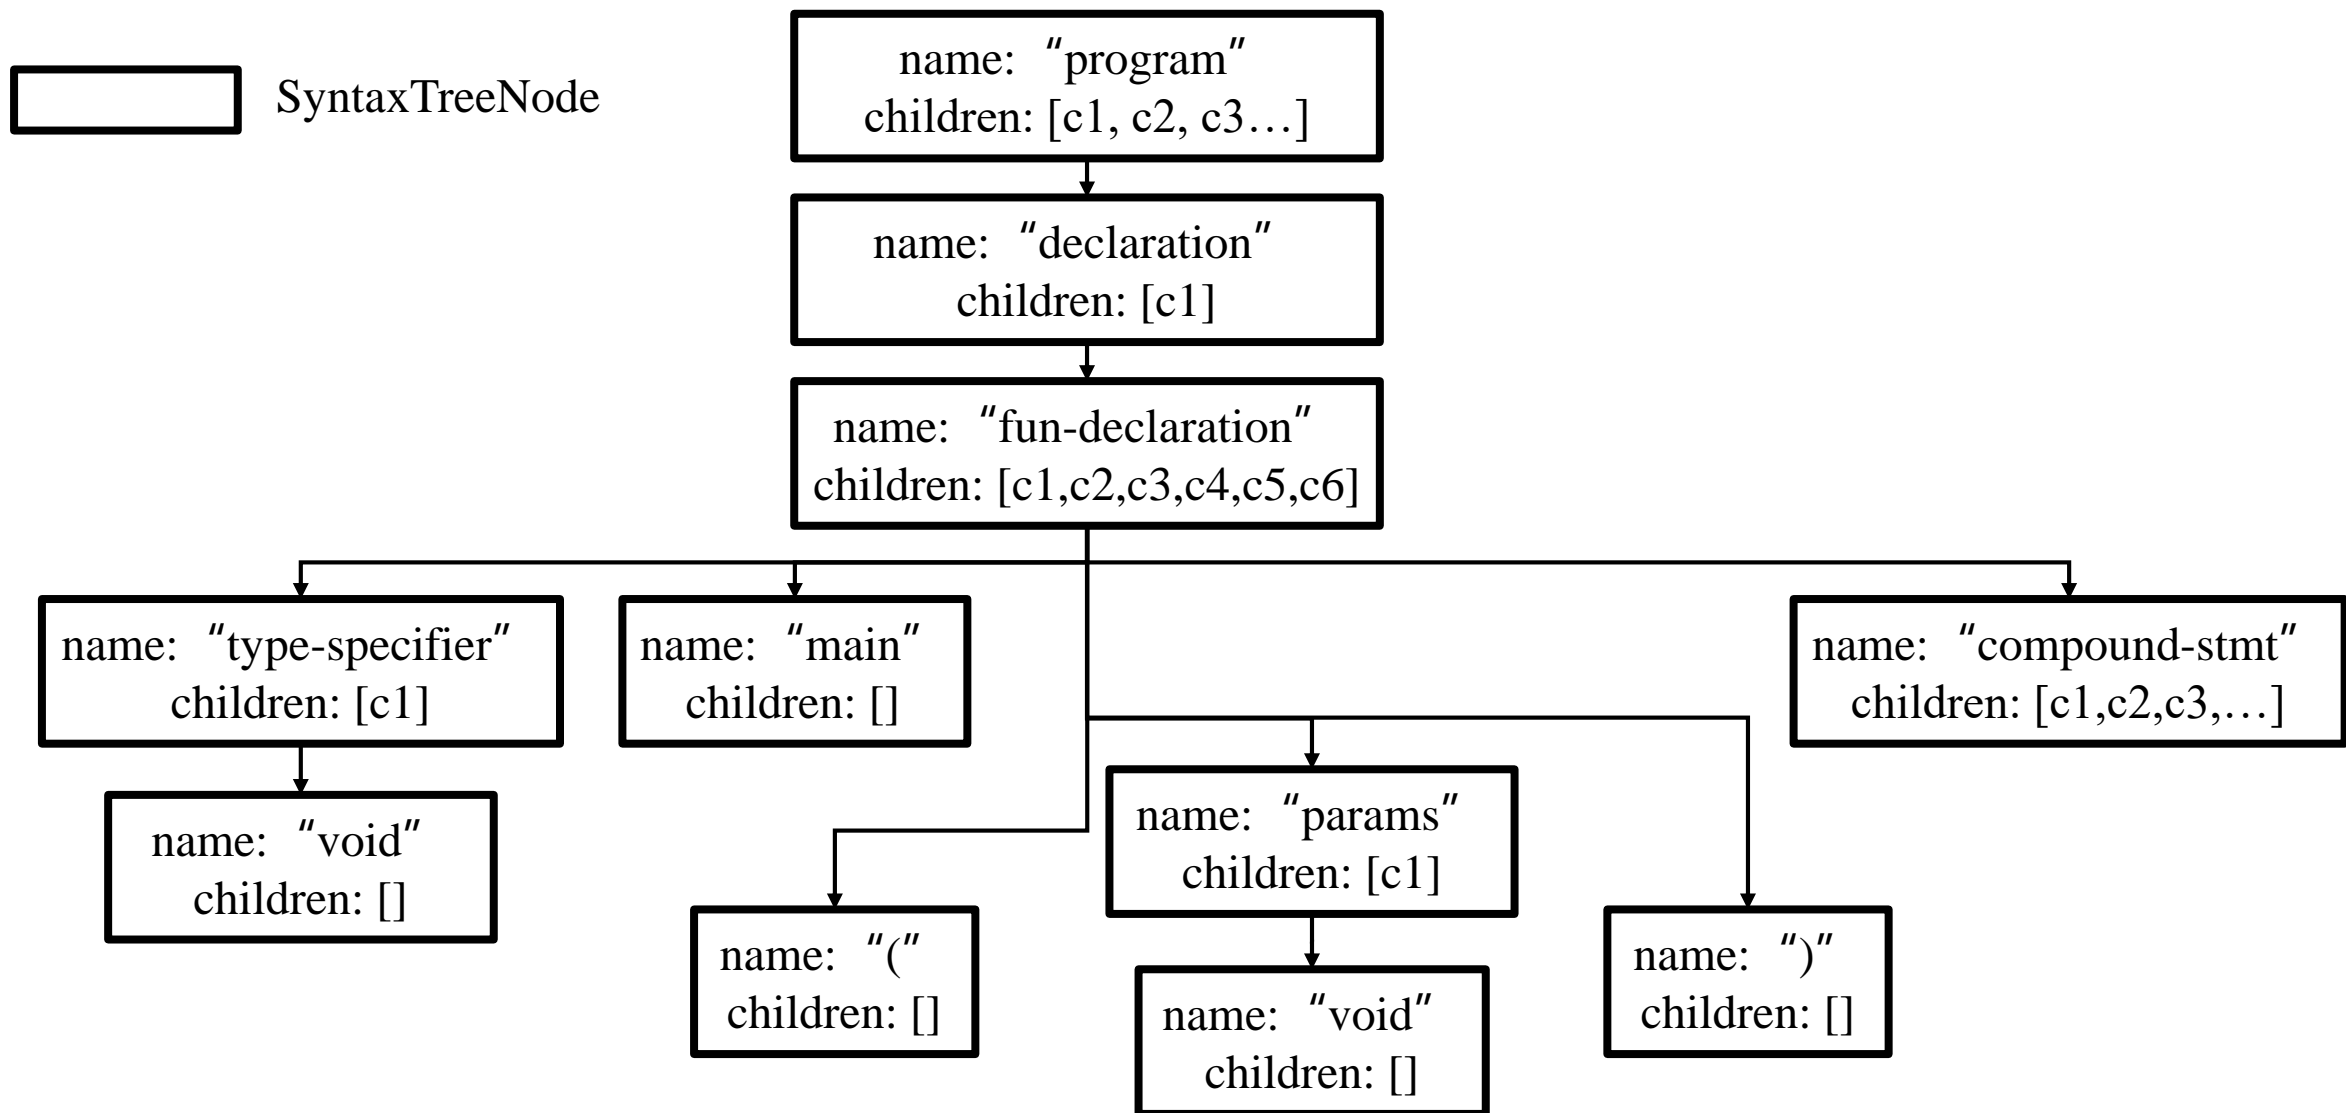 SyntaxTreeNode
name: “program”
children: [c1, c2, c3…]
name: “declaration”
children: [c1]
name: “fun-declaration”
children: [c1,c2,c3,c4,c5,c6]
name: “type-specifier”
children: [c1]
name: “main”
children: []
name: “compound-stmt”
children: [c1,c2,c3,…]
name: “void”
children: []
name: “(”
children: []
name: “params”
children: [c1]
name: “void”
children: []
name: “)”
children: []